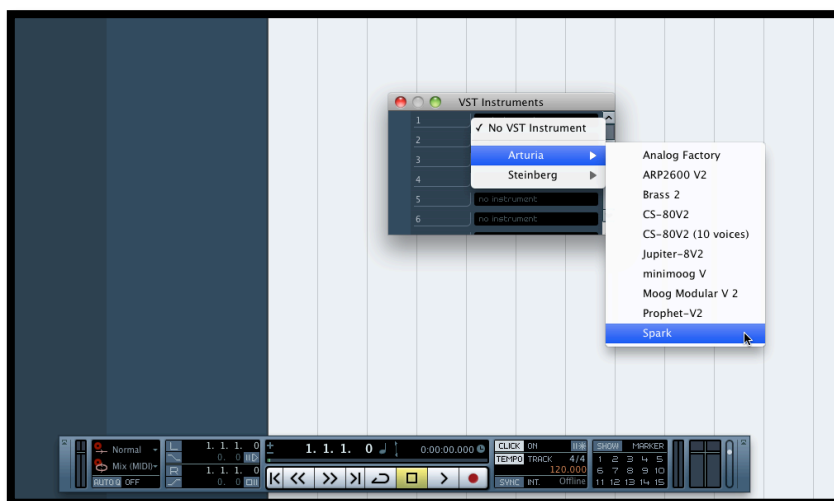 VST Instruments
1
✓ No VST Instrument
2
3
Arturia
4
Steinberg
5
no instrument
6
no instrument
Analog Factory
ARP2600 V2
Brass 2
CS-80V2
CS-80V2 (10 voices)
Jupiter-8V2
minimoog V
Moog Modular V 2
Prophet-V2
Spark
Normal
Mix (MIDI)
AUTO Q OFF
L 1. 1. 1. 0
0. 0
R 1. 1. 1. 0
0. 0
1. 1. 1. 0
0:00:00.000
CLICK ON
TEMPO TRACK 4/4
120.000
SYNC INT. Offline
SHOW MARKER
1 2 3 4 5
6 7 8 9 10
11 12 13 14 15